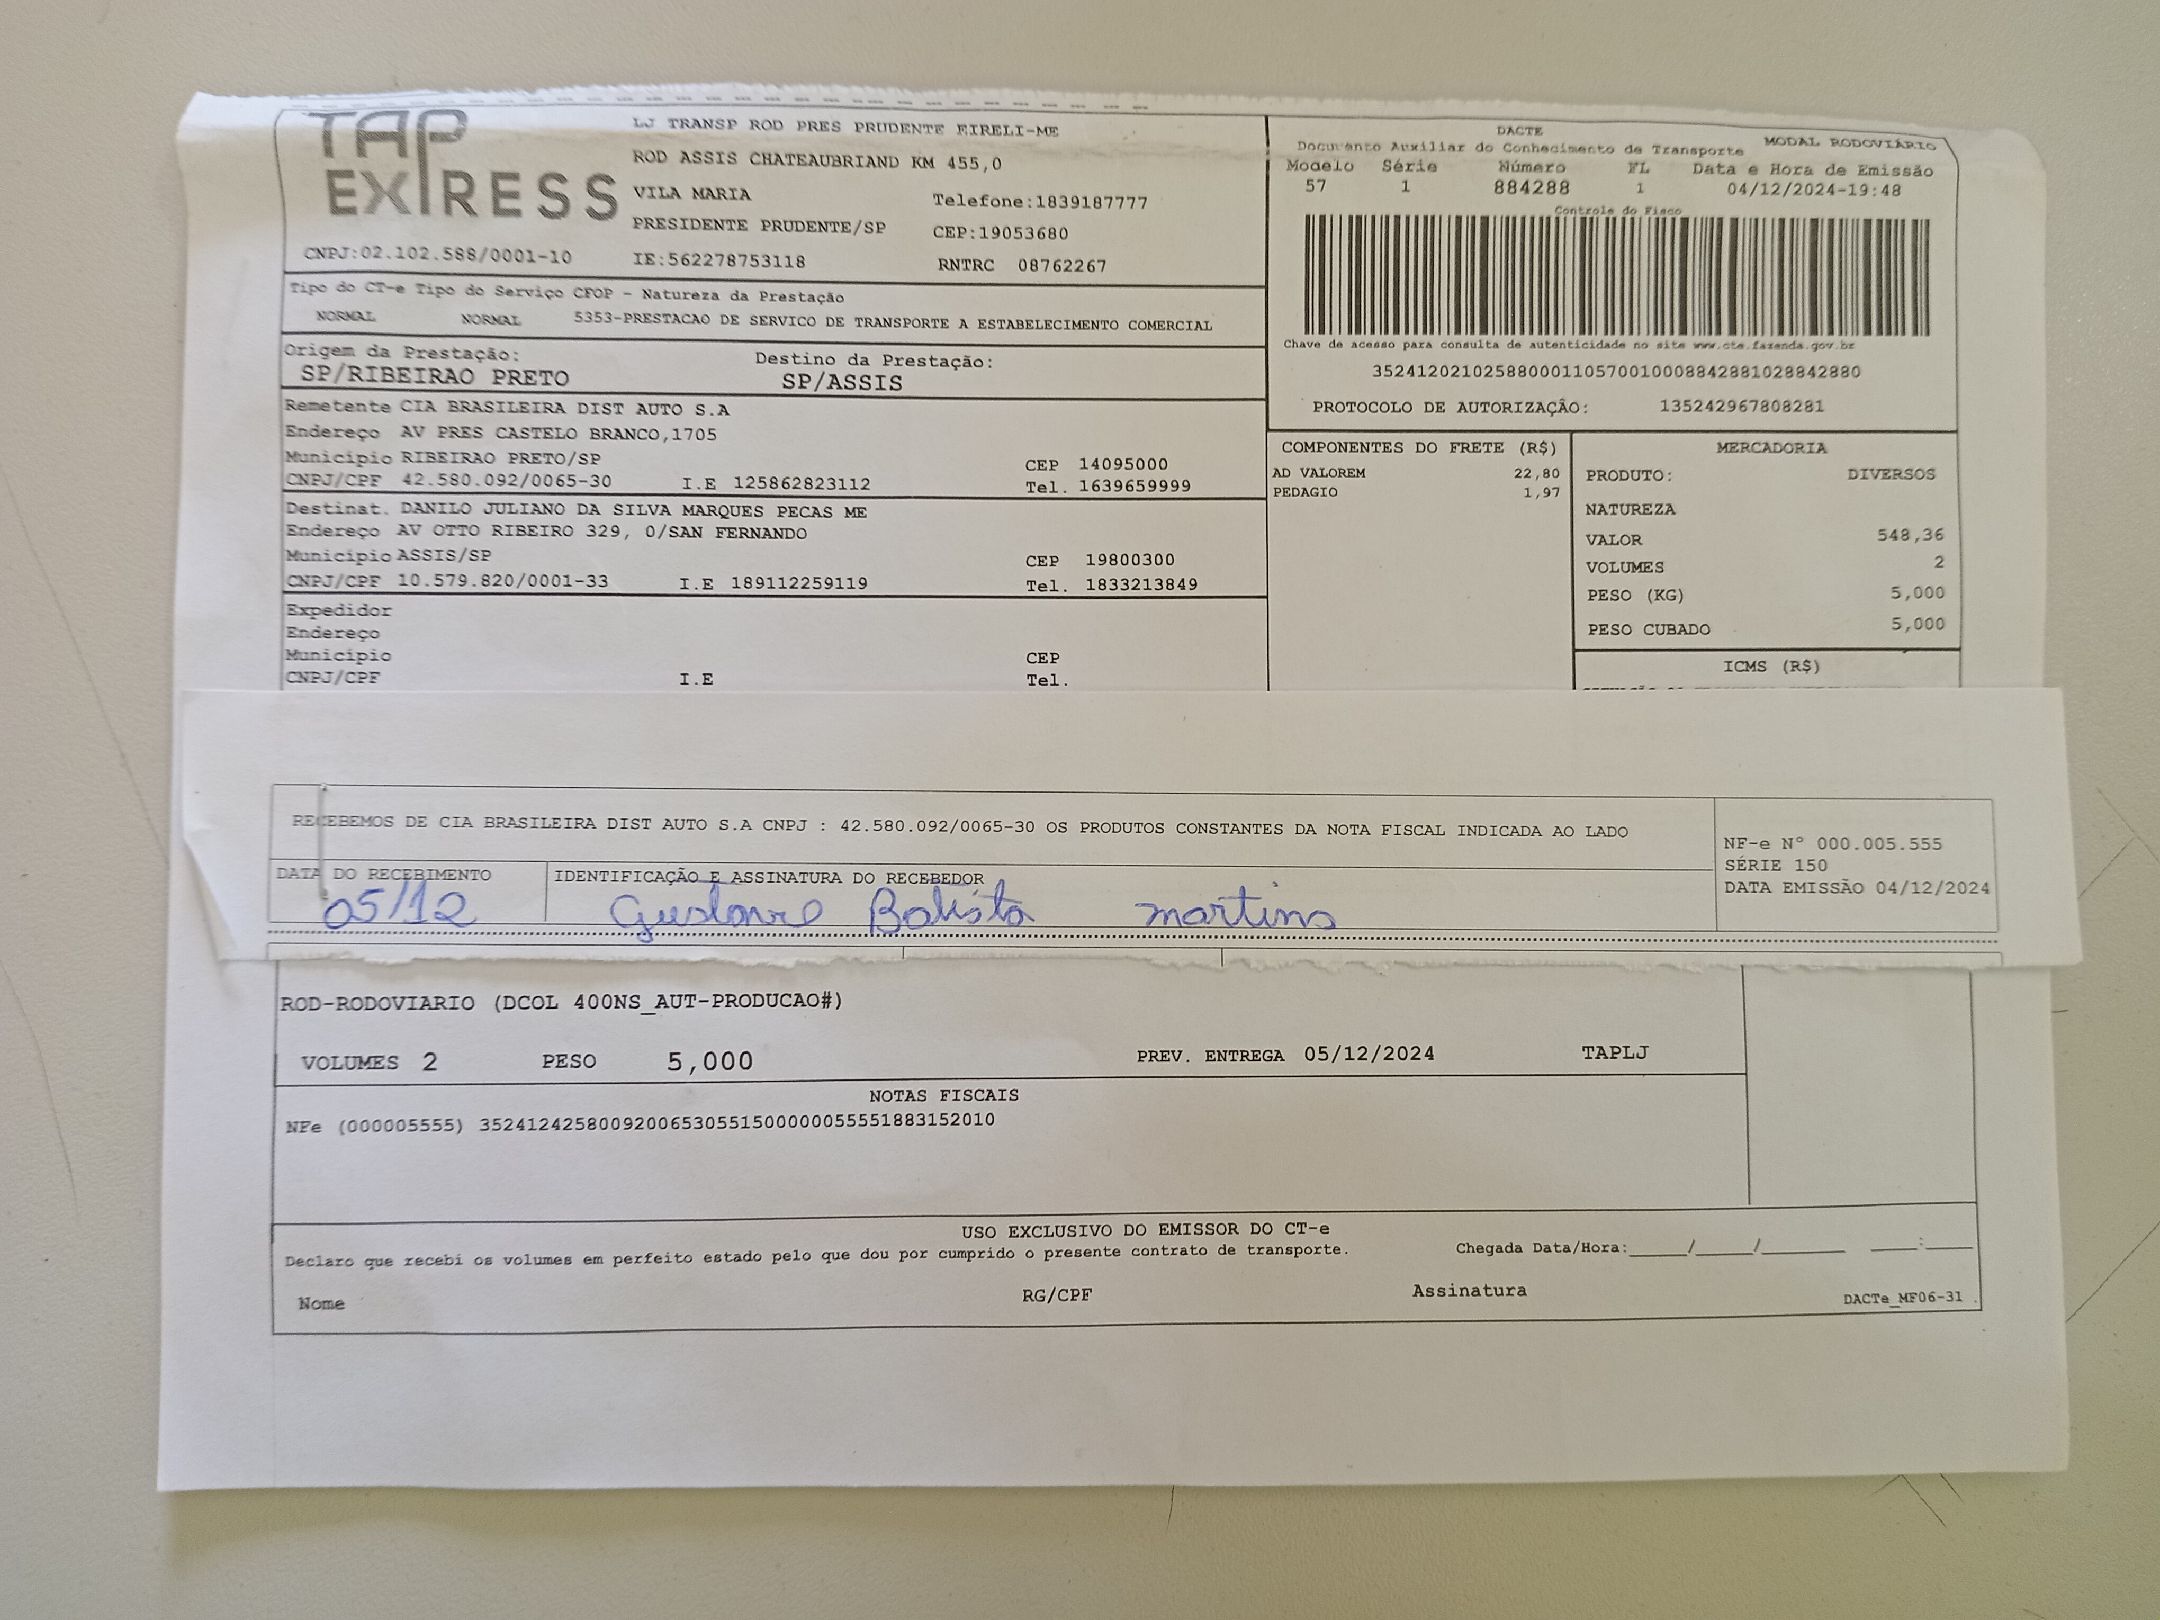 TAP EXPRESS
LJ TRANSP ROD PRES PRUDENTE EIRELI-ME
ROD ASSIS CHATEAUBRIAND KM 455,0
VILA MARIA Telefone:1839187777
PRESIDENTE PRUDENTE/SP CEP:19053680
CNPJ:02.102.588/0001-10 IE:562278753118 RNTRC 08762267
DACTE
Documento Auxiliar do Conhecimento de Transporte MODAL RODOVIÁRIO
Modelo Série Número FL Data e Hora de Emissão
57 1 884288 1 04/12/2024-19:48
Controle do Fisco
Chave de acesso para consulta de autenticidade no site www.cte.fazenda.gov.br
35241202102588000110570010008842881028842880
PROTOCOLO DE AUTORIZAÇÃO: 135242967808281
Tipo do CT-e Tipo do Serviço CFOP - Natureza da Prestação
NORMAL NORMAL 5353-PRESTACAO DE SERVICO DE TRANSPORTE A ESTABELECIMENTO COMERCIAL
Origem da Prestação: Destino da Prestação:
SP/RIBEIRAO PRETO SP/ASSIS
Remetente CIA BRASILEIRA DIST AUTO S.A
Endereço AV PRES CASTELO BRANCO,1705
Município RIBEIRAO PRETO/SP CEP 14095000
CNPJ/CPF 42.580.092/0065-30 I.E 125862823112 Tel. 1639659999
Destinat. DANILO JULIANO DA SILVA MARQUES PECAS ME
Endereço AV OTTO RIBEIRO 329, 0/SAN FERNANDO
Município ASSIS/SP CEP 19800300
CNPJ/CPF 10.579.820/0001-33 I.E 189112259119 Tel. 1833213849
Expedidor
Endereço
Município CEP
CNPJ/CPF I.E Tel.
COMPONENTES DO FRETE (R$)
AD VALOREM 22,80
PEDAGIO 1,97
MERCADORIA
PRODUTO: DIVERSOS
NATUREZA
VALOR 548,36
VOLUMES 2
PESO (KG) 5,000
PESO CUBADO 5,000
ICMS (R$)
RECEBEMOS DE CIA BRASILEIRA DIST AUTO S.A CNPJ : 42.580.092/0065-30 OS PRODUTOS CONSTANTES DA NOTA FISCAL INDICADA AO LADO
NF-e Nº 000.005.555
SÉRIE 150
DATA EMISSÃO 04/12/2024
DATA DO RECEBIMENTO IDENTIFICAÇÃO E ASSINATURA DO RECEBEDOR
05/12 Gustavo Batista martins
ROD-RODOVIARIO (DCOL 400NS_AUT-PRODUCAO#)
VOLUMES 2 PESO 5,000 PREV. ENTREGA 05/12/2024 TAPLJ
NOTAS FISCAIS
NFe (000005555) 35241242580092006530551500000055551883152010
USO EXCLUSIVO DO EMISSOR DO CT-e
Declaro que recebi os volumes em perfeito estado pelo que dou por cumprido o presente contrato de transporte. Chegada Data/Hora:____/____/______ ____:____
Nome RG/CPF Assinatura DACTe_MF06-31